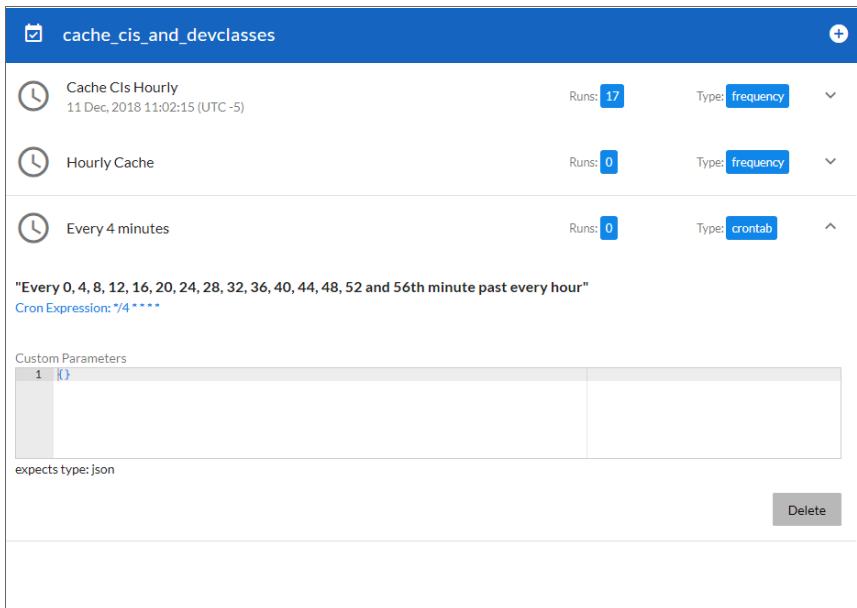 cache_cis_and_devclasses
Cache CIs Hourly Runs: 17 Type: frequency
11 Dec, 2018 11:02:15 (UTC -5)
Hourly Cache Runs: 0 Type: frequency
Every 4 minutes Runs: 0 Type: crontab
"Every 0, 4, 8, 12, 16, 20, 24, 28, 32, 36, 40, 44, 48, 52 and 56th minute past every hour"
Cron Expression: */4 * * * *
Custom Parameters
1 {}
expects type: json
Delete